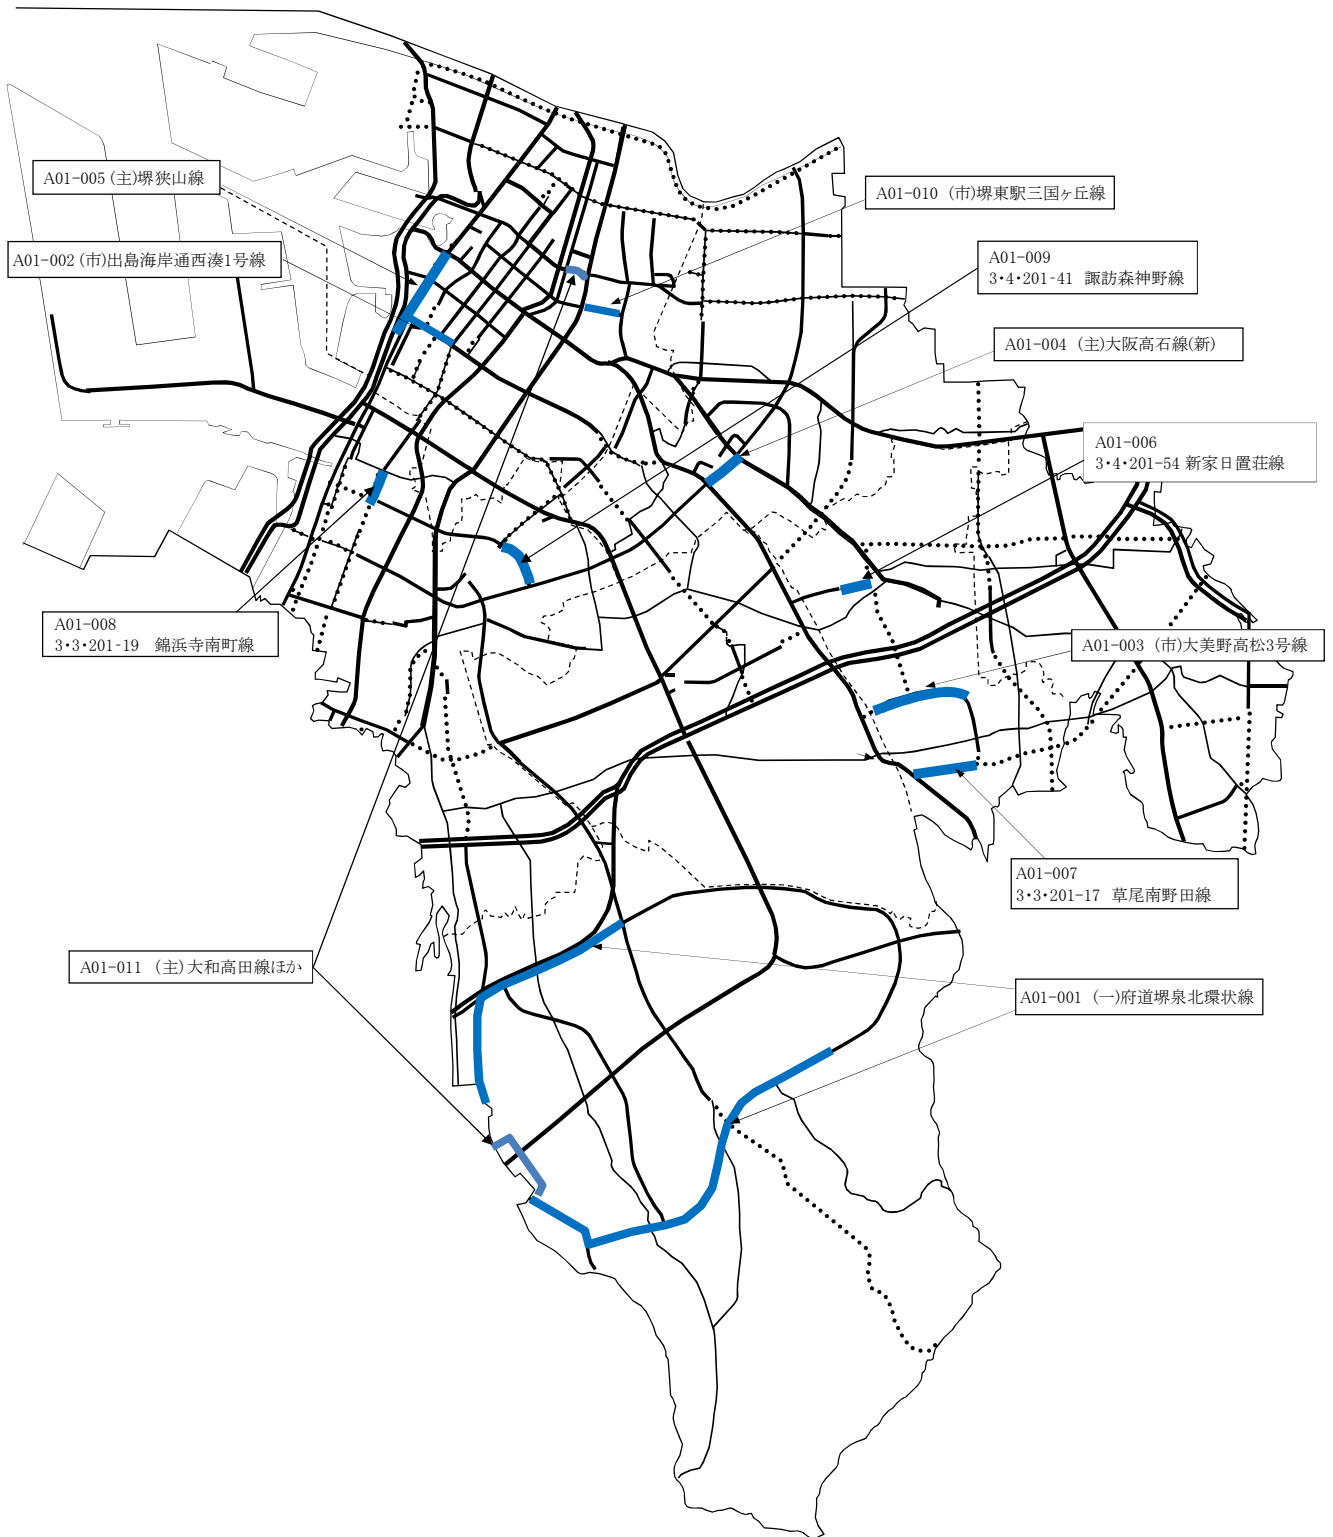 A01-005 (主)堺狭山線
A01-010 (市)堺東駅三国ヶ丘線
A01-002 (市)出島海岸通西湊1号線
A01-009
3・4・201-41 諏訪森神野線
A01-004 (主)大阪高石線(新)
A01-006
3・4・201-54 新家日置荘線
A01-008
3・3・201-19 錦浜寺南町線
A01-003 (市)大美野高松3号線
A01-007
3・3・201-17 草尾南野田線
A01-011 (主)大和高田線ほか
A01-001 (一)府道堺泉北環状線